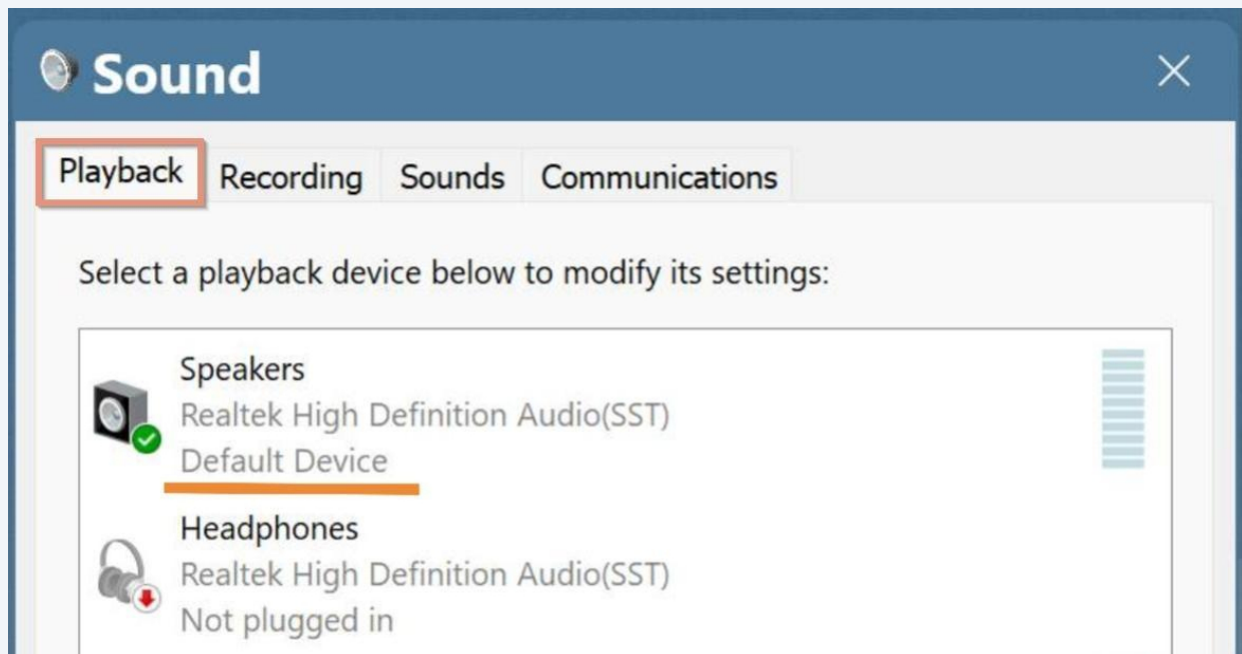 Sound
Playback Recording Sounds Communications
Select a playback device below to modify its settings:
Speakers
Realtek High Definition Audio(SST)
Default Device
Headphones
Realtek High Definition Audio(SST)
Not plugged in